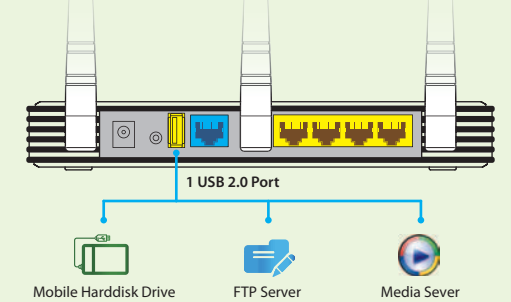 1 USB 2.0 Port
Mobile Harddisk Drive
FTP Server
Media Sever